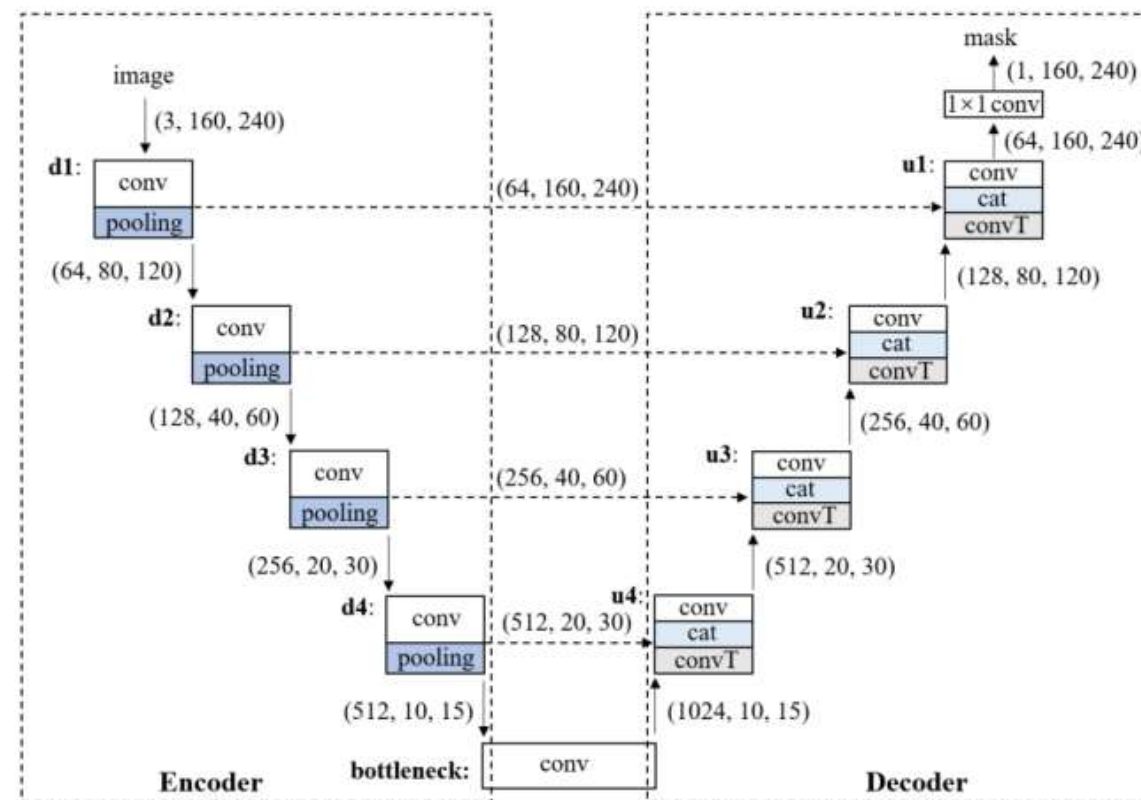 image
(3, 160, 240)
d1:
conv
pooling
(64, 160, 240)
(64, 80, 120)
d2:
conv
pooling
(128, 80, 120)
(128, 40, 60)
d3:
conv
pooling
(256, 40, 60)
(256, 20, 30)
d4:
conv
pooling
(512, 20, 30)
(512, 10, 15)
bottleneck:
conv
Encoder
mask
(1, 160, 240)
1×1 conv
(64, 160, 240)
u1:
conv
cat
convT
(128, 80, 120)
u2:
conv
cat
convT
(256, 40, 60)
u3:
conv
cat
convT
(512, 20, 30)
u4:
conv
cat
convT
(1024, 10, 15)
Decoder